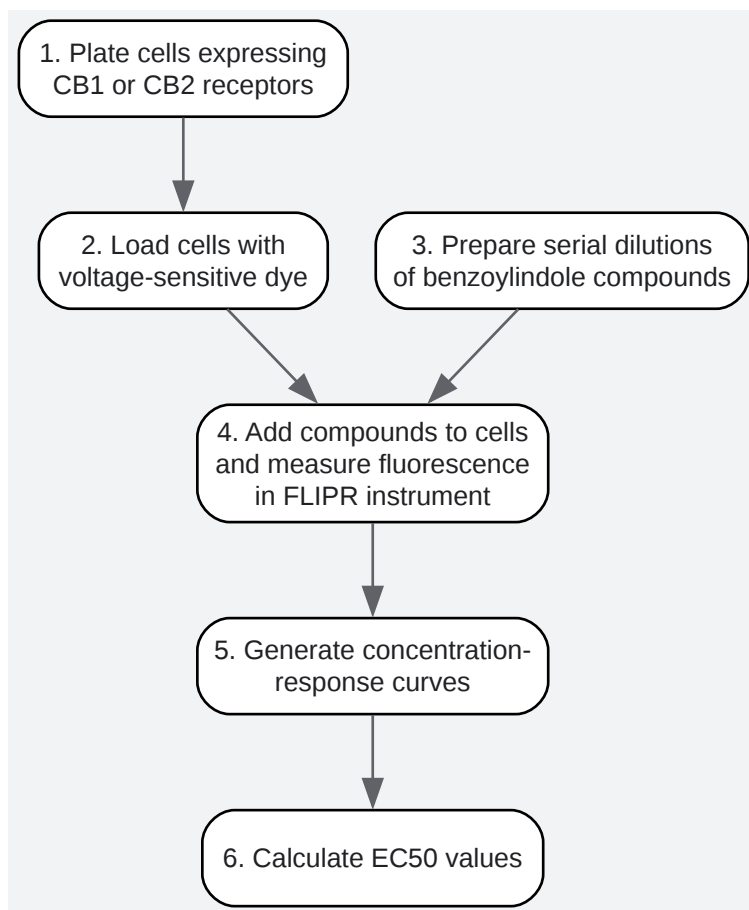 1. Plate cells expressing
CB1 or CB2 receptors
2. Load cells with
voltage-sensitive dye
3. Prepare serial dilutions
of benzoylindole compounds
4. Add compounds to cells
and measure fluorescence
in FLIPR instrument
5. Generate concentration-
response curves
6. Calculate EC50 values